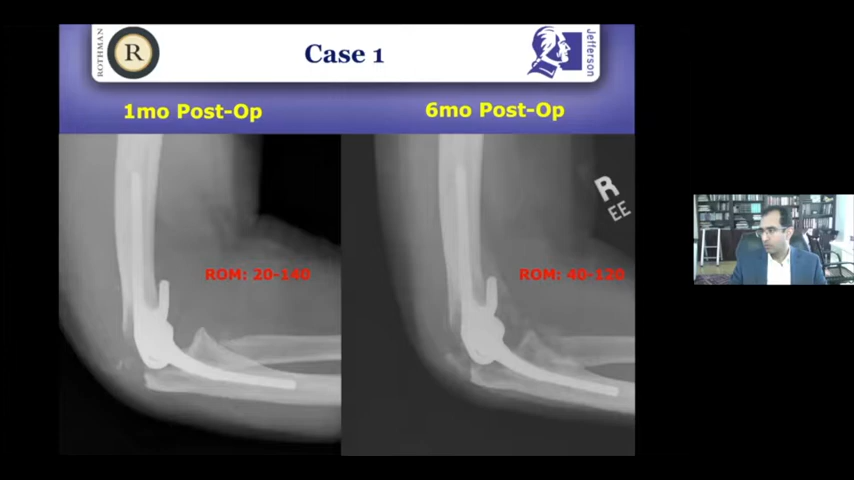 ROTHMAN
R
Case 1
Jefferson
1mo Post-Op
6mo Post-Op
R
EE
ROM: 20-140
ROM: 40-120